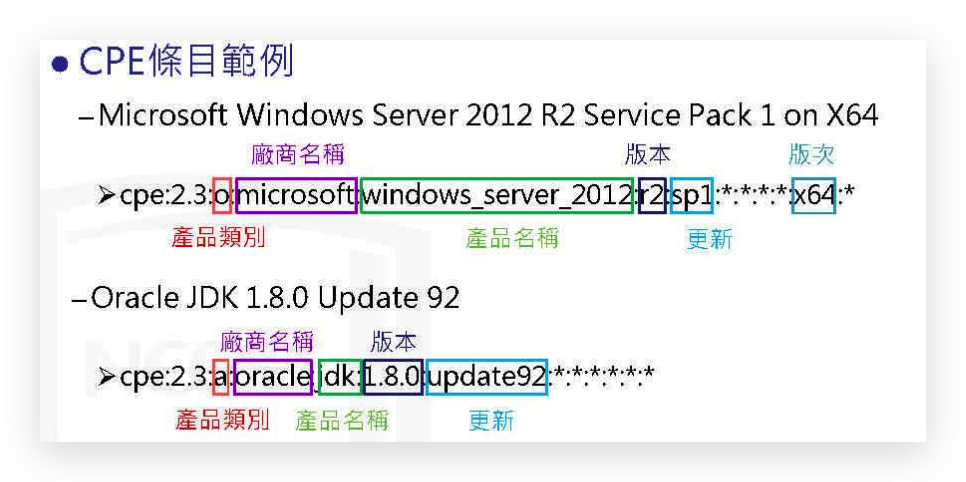 ● CPE條目範例
–Microsoft Windows Server 2012 R2 Service Pack 1 on X64
廠商名稱 版本 版次
➢cpe:2.3:o:microsoft:windows_server_2012:r2:sp1:*:*:*:*:x64:*
產品類別 產品名稱 更新
–Oracle JDK 1.8.0 Update 92
廠商名稱 版本
➢cpe:2.3:a:oracle:jdk:1.8.0:update92:*:*:*:*:*:*
產品類別 產品名稱 更新